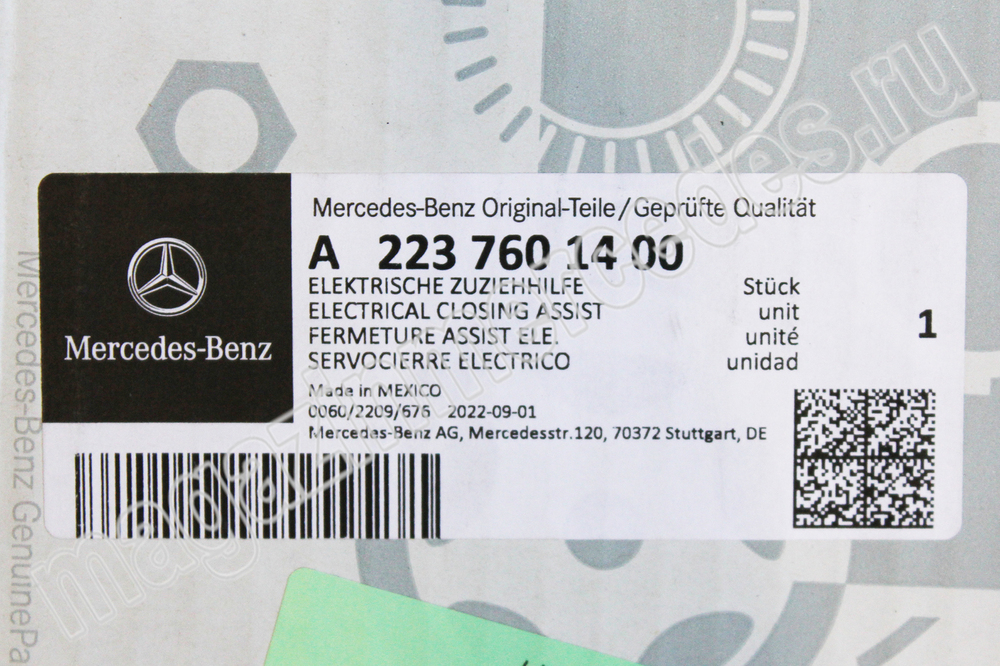 Mercedes-Benz Original-Teile/Geprüfte Qualität
A 223 760 14 00
ELEKTRISCHE ZUZIEHHILFE Stück
ELECTRICAL CLOSING ASSIST unit
FERMETURE ASSIST ELE. unité
SERVOCIERRE ELECTRICO unidad
1
Made in MEXICO
0060/2209/676 2022-09-01
Mercedes-Benz AG, Mercedesstr.120, 70372 Stuttgart, DE
Mercedes-Benz
Mercedes-Benz GenuinePa
magazinmercedes.ru